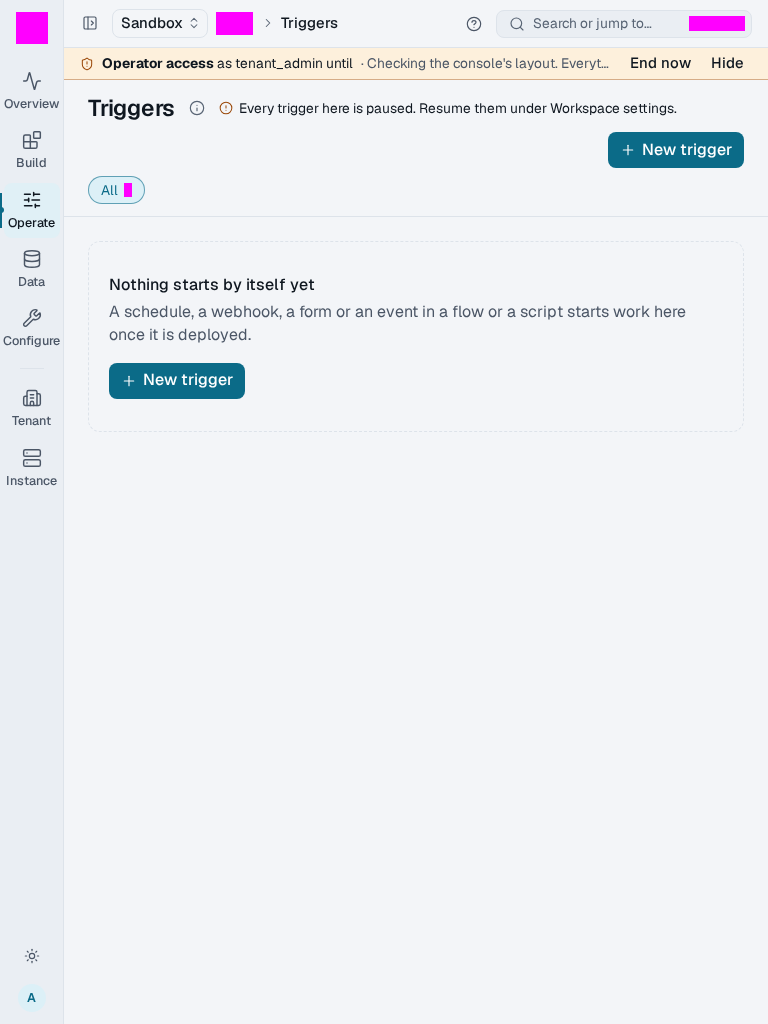 Sandbox
Triggers
Search or jump to…
Operator access as tenant_admin until · Checking the console's layout. Everyt… End now Hide
Overview
Build
Operate
Data
Configure
Tenant
Instance
A
Triggers
Every trigger here is paused. Resume them under Workspace settings.
New trigger
All
Nothing starts by itself yet
A schedule, a webhook, a form or an event in a flow or a script starts work here
once it is deployed.
New trigger